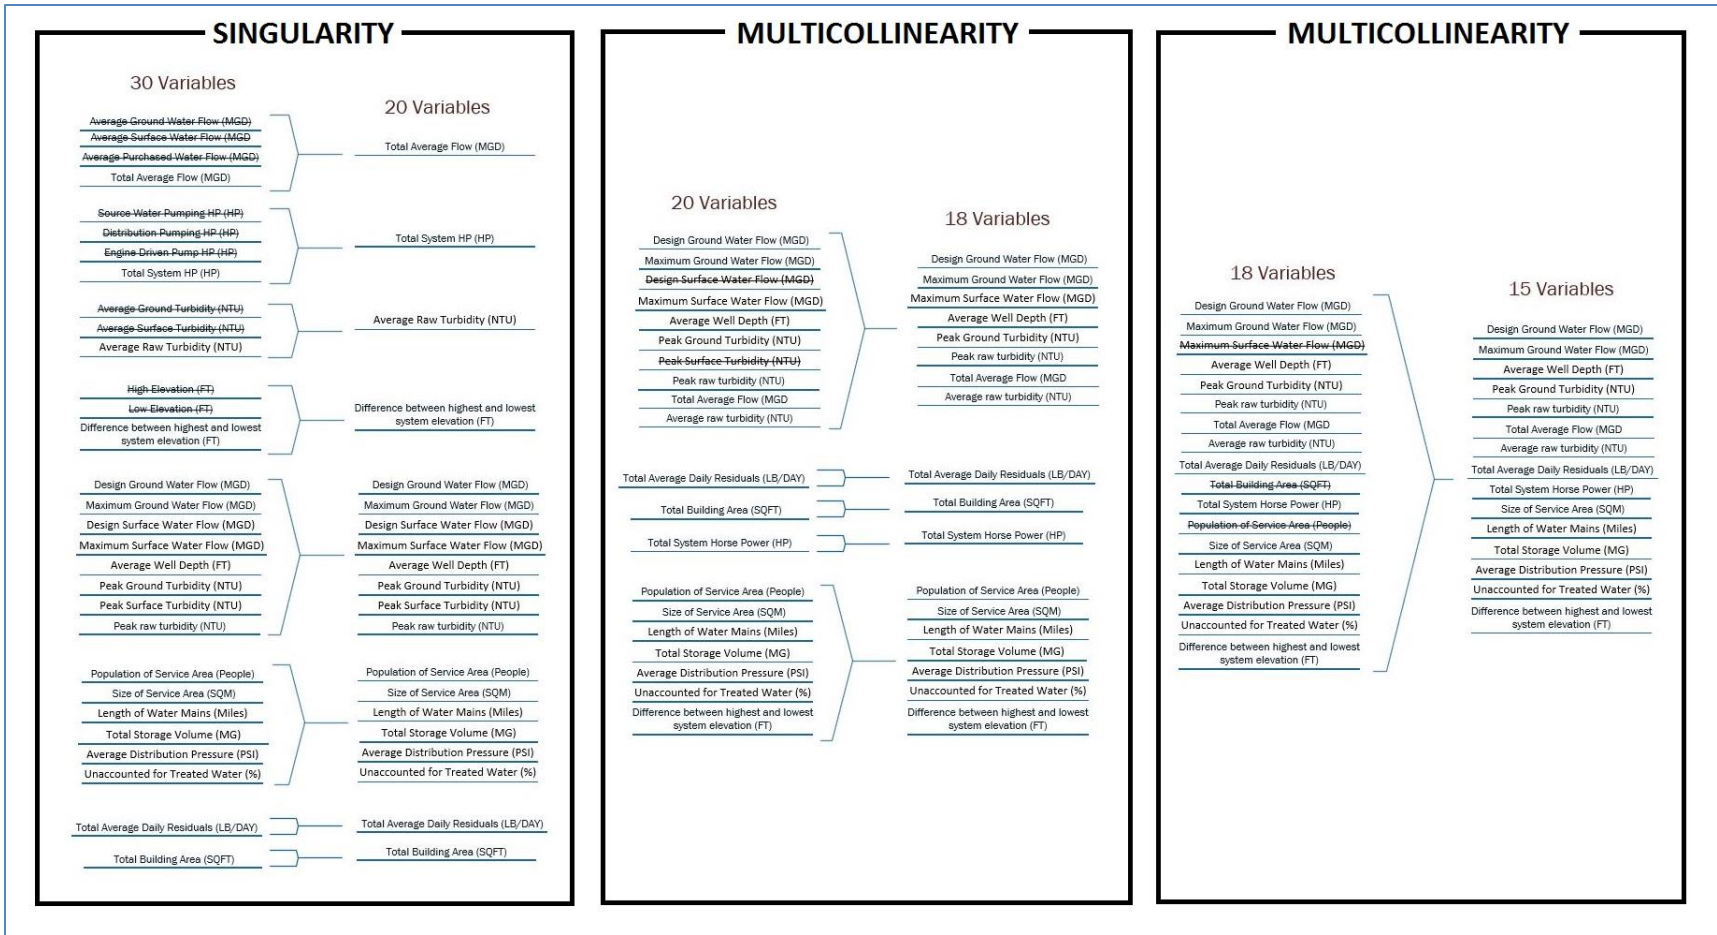 SINGULARITY
30 Variables
Average Ground Water Flow (MGD)
Average Surface Water Flow (MGD
Average Purchased Water Flow (MGD)
Total Average Flow (MGD)
Source Water Pumping HP (HP)
Distribution Pumping HP (HP)
Engine Driven Pump HP (HP)
Total System HP (HP)
Average Ground Turbidity (NTU)
Average Surface Turbidity (NTU)
Average Raw Turbidity (NTU)
High Elevation (FT)
Low Elevation (FT)
Difference between highest and lowest
system elevation (FT)
Design Ground Water Flow (MGD)
Maximum Ground Water Flow (MGD)
Design Surface Water Flow (MGD)
Maximum Surface Water Flow (MGD)
Average Well Depth (FT)
Peak Ground Turbidity (NTU)
Peak Surface Turbidity (NTU)
Peak raw turbidity (NTU)
Population of Service Area (People)
Size of Service Area (SQM)
Length of Water Mains (Miles)
Total Storage Volume (MG)
Average Distribution Pressure (PSI)
Unaccounted for Treated Water (%)
Total Average Daily Residuals (LB/DAY)
Total Building Area (SQFT)
20 Variables
Total Average Flow (MGD)
Total System HP (HP)
Average Raw Turbidity (NTU)
Difference between highest and lowest
system elevation (FT)
Design Ground Water Flow (MGD)
Maximum Ground Water Flow (MGD)
Design Surface Water Flow (MGD)
Maximum Surface Water Flow (MGD)
Average Well Depth (FT)
Peak Ground Turbidity (NTU)
Peak Surface Turbidity (NTU)
Peak raw turbidity (NTU)
Population of Service Area (People)
Size of Service Area (SQM)
Length of Water Mains (Miles)
Total Storage Volume (MG)
Average Distribution Pressure (PSI)
Unaccounted for Treated Water (%)
Total Average Daily Residuals (LB/DAY)
Total Building Area (SQFT)
MULTICOLLINEARITY
20 Variables
Design Ground Water Flow (MGD)
Maximum Ground Water Flow (MGD)
Design Surface Water Flow (MGD)
Maximum Surface Water Flow (MGD)
Average Well Depth (FT)
Peak Ground Turbidity (NTU)
Peak Surface Turbidity (NTU)
Peak raw turbidity (NTU)
Total Average Flow (MGD
Average raw turbidity (NTU)
Total Average Daily Residuals (LB/DAY)
Total Building Area (SQFT)
Total System Horse Power (HP)
Population of Service Area (People)
Size of Service Area (SQM)
Length of Water Mains (Miles)
Total Storage Volume (MG)
Average Distribution Pressure (PSI)
Unaccounted for Treated Water (%)
Difference between highest and lowest
system elevation (FT)
18 Variables
Design Ground Water Flow (MGD)
Maximum Ground Water Flow (MGD)
Maximum Surface Water Flow (MGD)
Average Well Depth (FT)
Peak Ground Turbidity (NTU)
Peak raw turbidity (NTU)
Total Average Flow (MGD
Average raw turbidity (NTU)
Total Average Daily Residuals (LB/DAY)
Total Building Area (SQFT)
Total System Horse Power (HP)
Population of Service Area (People)
Size of Service Area (SQM)
Length of Water Mains (Miles)
Total Storage Volume (MG)
Average Distribution Pressure (PSI)
Unaccounted for Treated Water (%)
Difference between highest and lowest
system elevation (FT)
MULTICOLLINEARITY
18 Variables
Design Ground Water Flow (MGD)
Maximum Ground Water Flow (MGD)
Maximum Surface Water Flow (MGD)
Average Well Depth (FT)
Peak Ground Turbidity (NTU)
Peak raw turbidity (NTU)
Total Average Flow (MGD
Average raw turbidity (NTU)
Total Average Daily Residuals (LB/DAY)
Total Building Area (SQFT)
Total System Horse Power (HP)
Population of Service Area (People)
Size of Service Area (SQM)
Length of Water Mains (Miles)
Total Storage Volume (MG)
Average Distribution Pressure (PSI)
Unaccounted for Treated Water (%)
Difference between highest and lowest
system elevation (FT)
15 Variables
Design Ground Water Flow (MGD)
Maximum Ground Water Flow (MGD)
Average Well Depth (FT)
Peak Ground Turbidity (NTU)
Peak raw turbidity (NTU)
Total Average Flow (MGD
Average raw turbidity (NTU)
Total Average Daily Residuals (LB/DAY)
Total System Horse Power (HP)
Size of Service Area (SQM)
Length of Water Mains (Miles)
Total Storage Volume (MG)
Average Distribution Pressure (PSI)
Unaccounted for Treated Water (%)
Difference between highest and lowest
system elevation (FT)